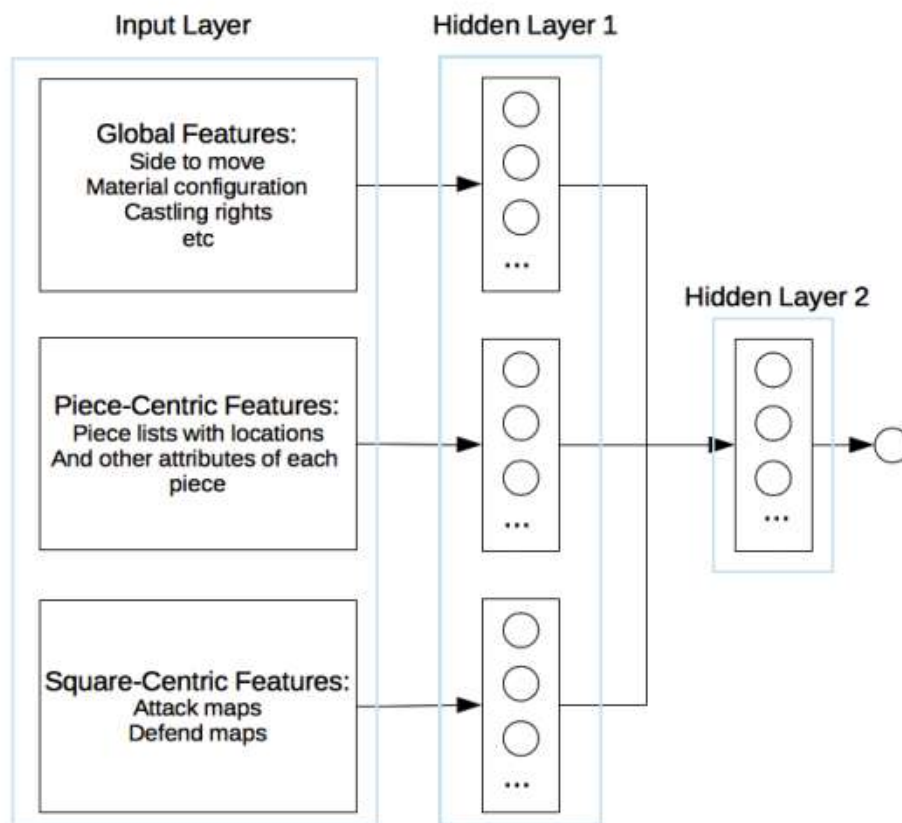 Input Layer
Hidden Layer 1
Global Features:
Side to move
Material configuration
Castling rights
etc
...
Hidden Layer 2
Piece-Centric Features:
Piece lists with locations
And other attributes of each
piece
...
...
Square-Centric Features:
Attack maps
Defend maps
...